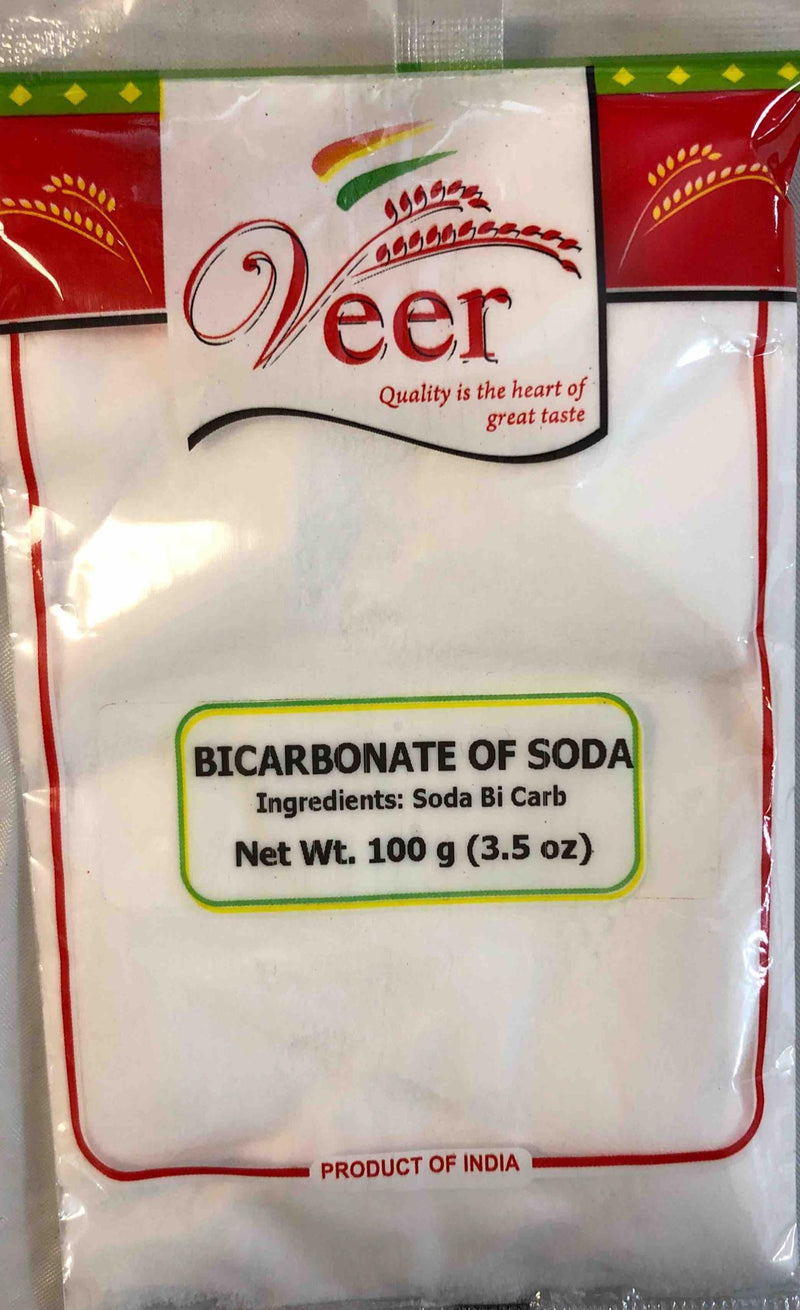 Veer
Quality is the heart of
great taste
BICARBONATE OF SODA
Ingredients: Soda Bi Carb
Net Wt. 100 g (3.5 oz)
PRODUCT OF INDIA